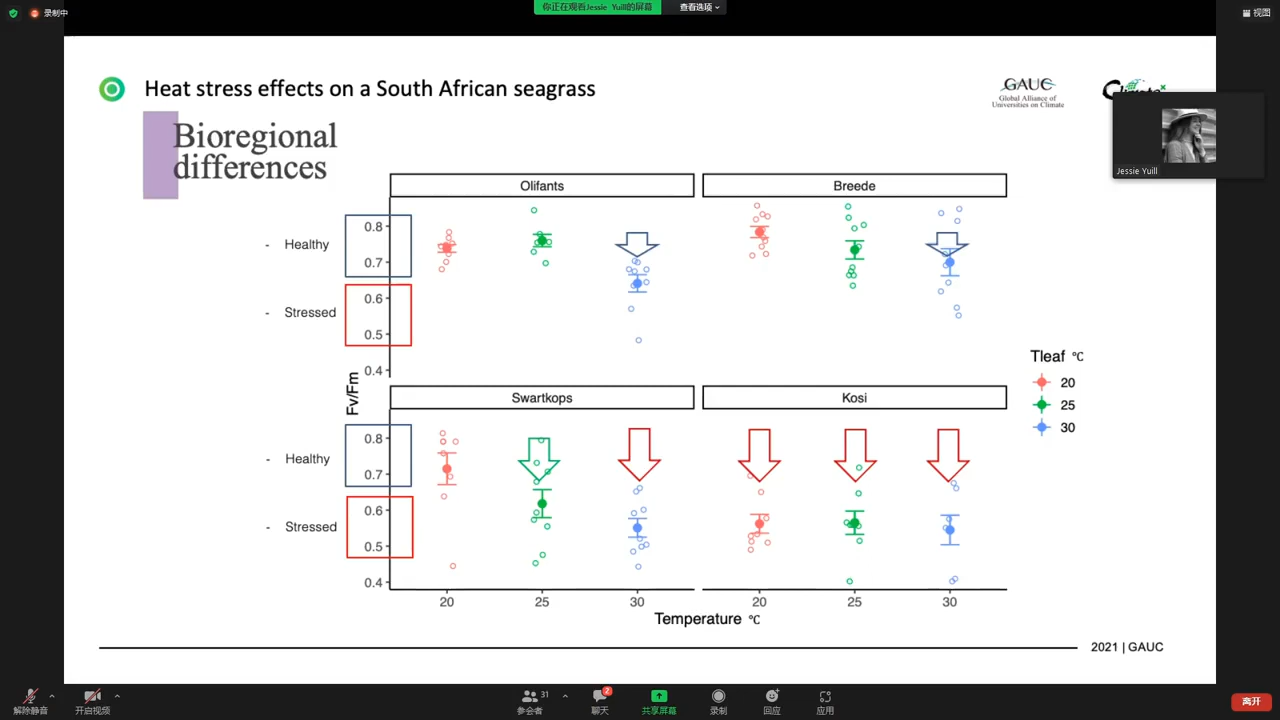 录制中
你正在观看Jessie Yuill的屏幕
查看选项
视图
Heat stress effects on a South African seagrass
GAUC
Global Alliance of
Universities on Climate
Climate
x
Jessie Yuill
Bioregional
differences
Olifants
Breede
- Healthy
0.8
0.7
- Stressed
0.6
0.5
0.4
Fv/Fm
Swartkops
Kosi
- Healthy
0.8
0.7
- Stressed
0.6
0.5
0.4
20
25
30
20
25
30
Temperature °C
Tleaf °C
20
25
30
2021 | GAUC
解除静音
开启视频
31
参会者
2
聊天
共享屏幕
录制
回应
应用
离开